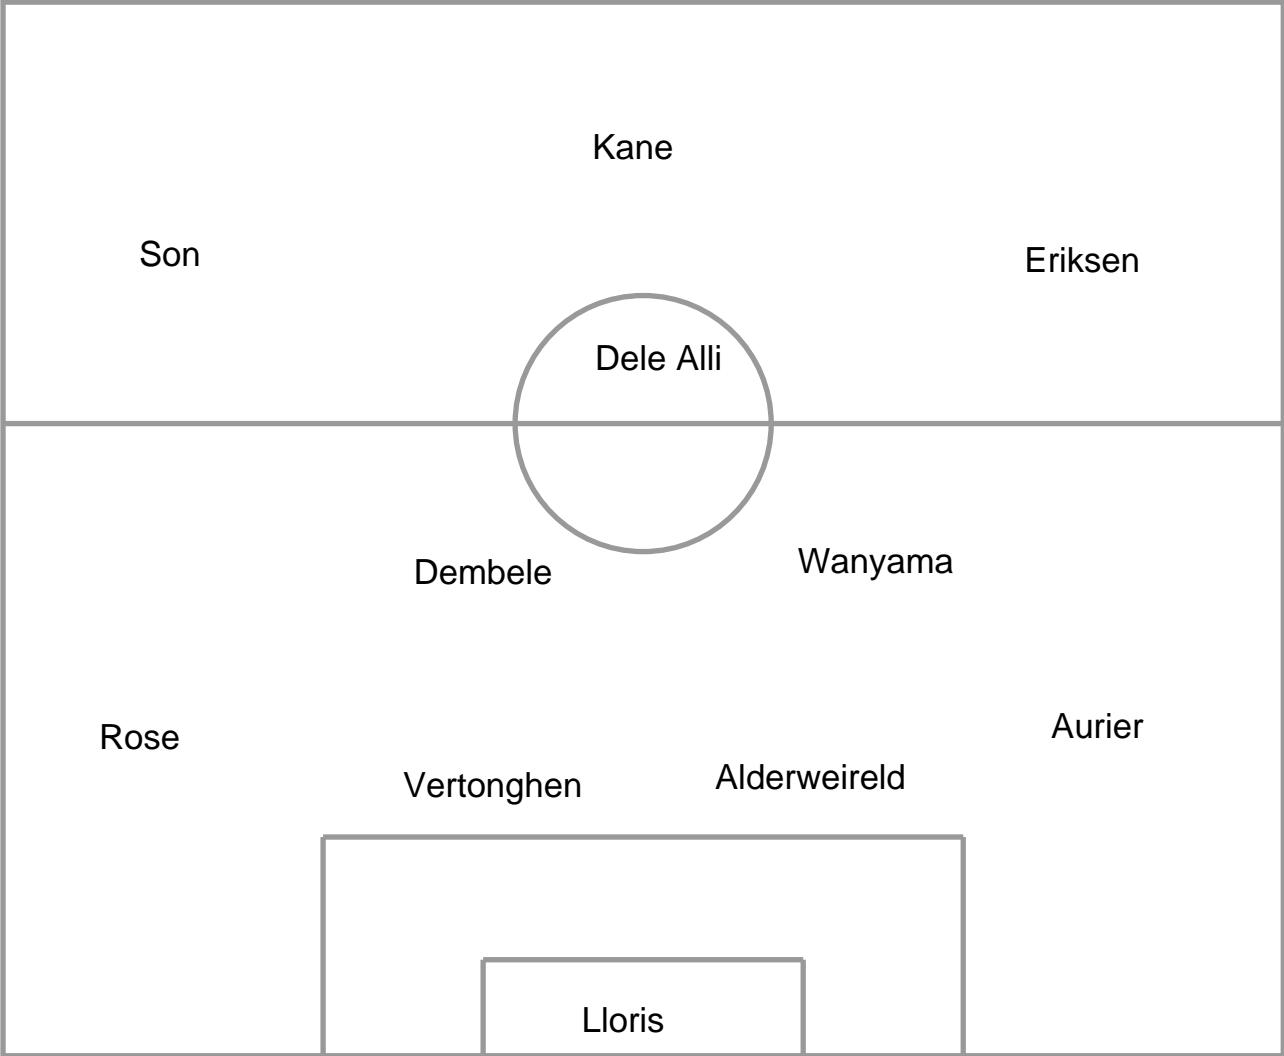 Kane
Son
Eriksen
Dele Alli
Dembele
Wanyama
Rose
Aurier
Vertonghen
Alderweireld
Lloris